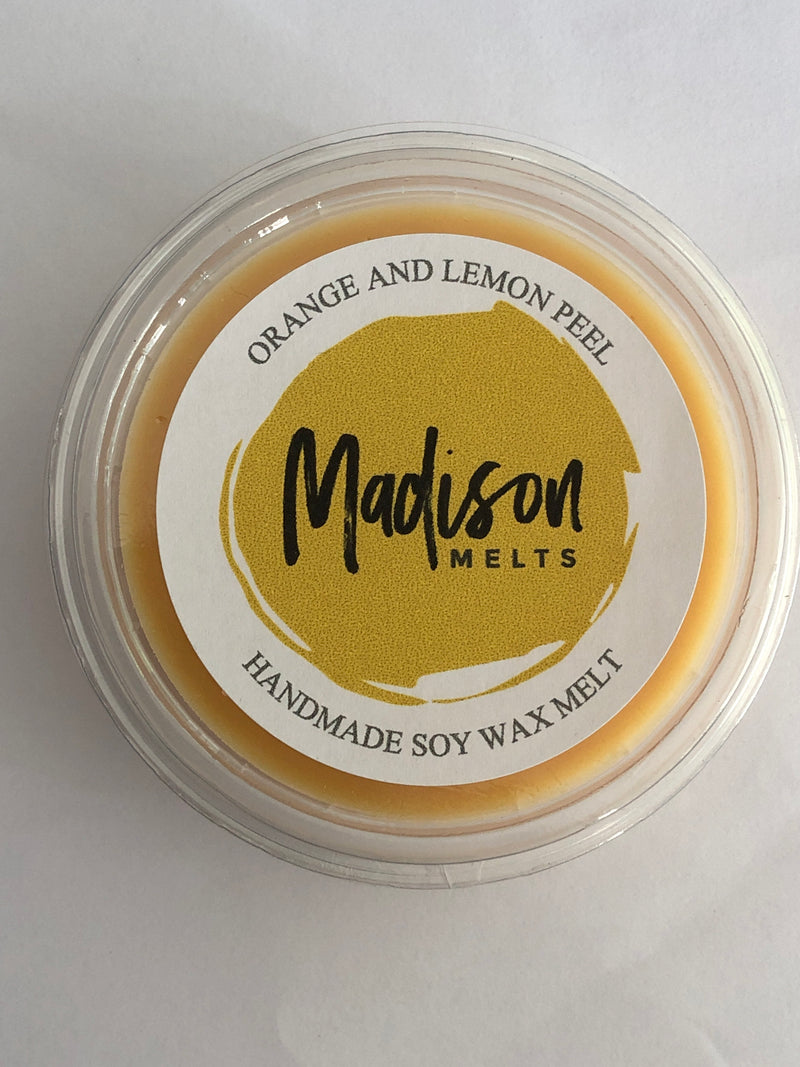 ORANGE AND LEMON PEEL
Madison
MELTS
HANDMADE SOY WAX MELT